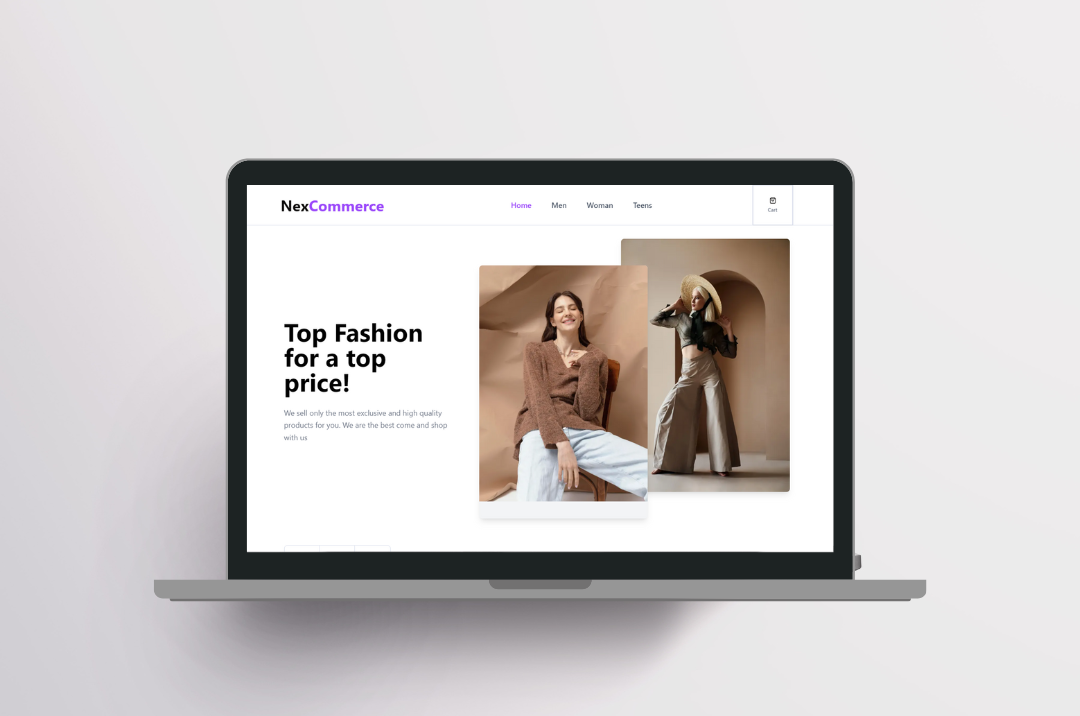 NexCommerce
Home Men Woman Teens
Cart
Top Fashion
for a top
price!
We sell only the most exclusive and high quality
products for you. We are the best come and shop
with us